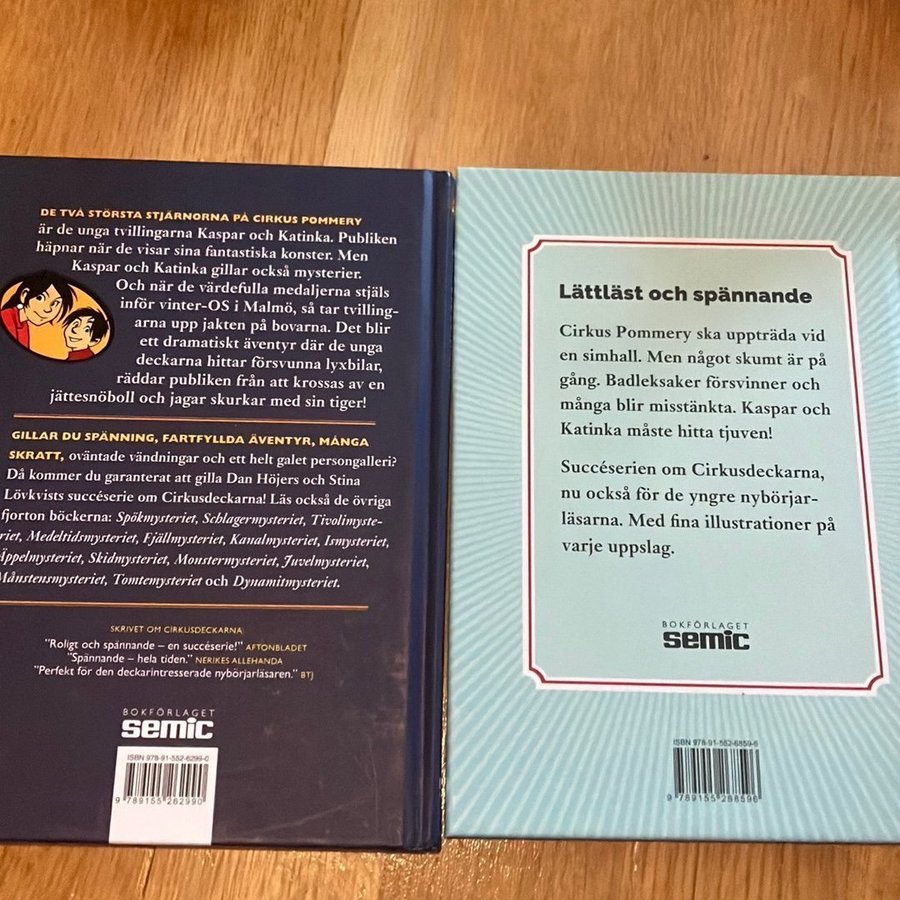 DE TVÅ STÖRSTA STJÄRNORNA PÅ CIRKUS POMMERY
är de unga tvillingarna Kaspar och Katinka. Publiken
häpnar när de visar sina fantastiska konster. Men
Kaspar och Katinka gillar också mysterier.
Och när de värdefulla medaljerna stjäls
inför vinter-OS i Malmö, så tar tvilling-
arna upp jakten på bovarna. Det blir
ett dramatiskt äventyr där de unga
deckarna hittar försvunna lyxbilar,
räddar publiken från att krossas av en
jättesnöboll och jagar skurkar med sin tiger!
GILLAR DU SPÄNNING, FARTFYLLDA ÄVENTYR, MÅNGA
SKRATT, oväntade vändningar och ett helt galet persongalleri?
Då kommer du garanterat att gilla Dan Höjers och Stina
Lövkvists succéserie om Cirkusdeckarna! Läs också de övriga
fjorton böckerna: Spökmysteriet, Schlagermysteriet, Tivolimyste-
riet, Medeltidsmysteriet, Fjällmysteriet, Kanalmysteriet, Ismysteriet,
Äppelmysteriet, Skidmysteriet, Monstermysteriet, Juvelmysteriet,
Månstensmysteriet, Tomtemysteriet och Dynamitmysteriet.
SKRIVET OM CIRKUSDECKARNA:
"Roligt och spännande – en succéserie!" AFTONBLADET
"Spännande – hela tiden." NERIKES ALLEHANDA
"Perfekt för den deckarintresserade nybörjarläsaren." BTJ
BOKFÖRLAGET
semic
ISBN 978-91-552-6299-0
9 789155 262990
Lättläst och spännande
Cirkus Pommery ska uppträda vid
en simhall. Men något skumt är på
gång. Badleksaker försvinner och
många blir misstänkta. Kaspar och
Katinka måste hitta tjuven!
Succéserien om Cirkusdeckarna,
nu också för de yngre nybörjar-
läsarna. Med fina illustrationer på
varje uppslag.
BOKFÖRLAGET
semic
ISBN 978-91-552-6859-6
9 789155 268596